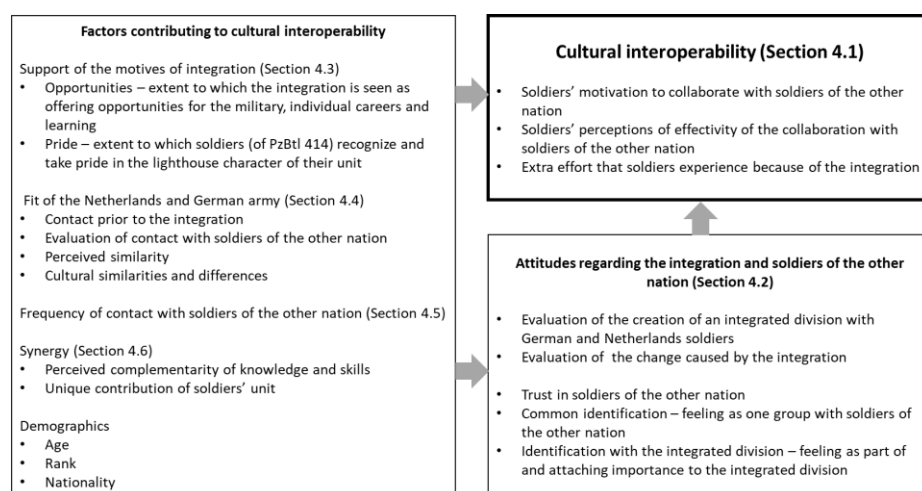 Factors contributing to cultural interoperability
Support of the motives of integration (Section 4.3)
• Opportunities – extent to which the integration is seen as
offering opportunities for the military, individual careers and
learning
• Pride – extent to which soldiers (of PzBtl 414) recognize and
take pride in the lighthouse character of their unit
Fit of the Netherlands and German army (Section 4.4)
• Contact prior to the integration
• Evaluation of contact with soldiers of the other nation
• Perceived similarity
• Cultural similarities and differences
Frequency of contact with soldiers of the other nation (Section 4.5)
Synergy (Section 4.6)
• Perceived complementarity of knowledge and skills
• Unique contribution of soldiers' unit
Demographics
• Age
• Rank
• Nationality
Cultural interoperability (Section 4.1)
• Soldiers' motivation to collaborate with soldiers of the other
nation
• Soldiers' perceptions of effectivity of the collaboration with
soldiers of the other nation
• Extra effort that soldiers experience because of the integration
Attitudes regarding the integration and soldiers of the other
nation (Section 4.2)
• Evaluation of the creation of an integrated division with
German and Netherlands soldiers
• Evaluation of the change caused by the integration
• Trust in soldiers of the other nation
• Common identification – feeling as one group with soldiers of
the other nation
• Identification with the integrated division – feeling as part of
and attaching importance to the integrated division